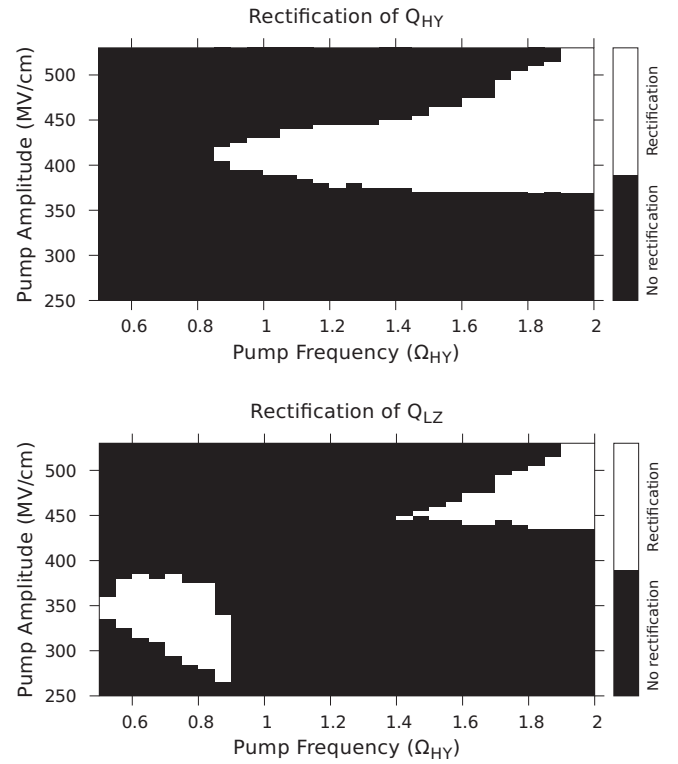 Rectification of Q_HY
Pump Amplitude (MV/cm)
500
450
400
350
300
250
0.6 0.8 1 1.2 1.4 1.6 1.8 2
Pump Frequency (Ω_HY)
Rectification
No rectification
Rectification of Q_LZ
Pump Amplitude (MV/cm)
500
450
400
350
300
250
0.6 0.8 1 1.2 1.4 1.6 1.8 2
Pump Frequency (Ω_HY)
Rectification
No rectification